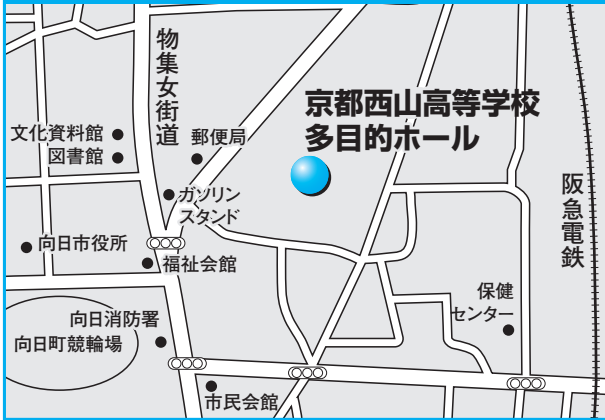 物集女街道
京都西山高等学校
多目的ホール
文化資料館
図書館
郵便局
ガソリン
スタンド
阪急電鉄
向日市役所
福祉会館
保健
センター
向日消防署
向日町競輪場
市民会館